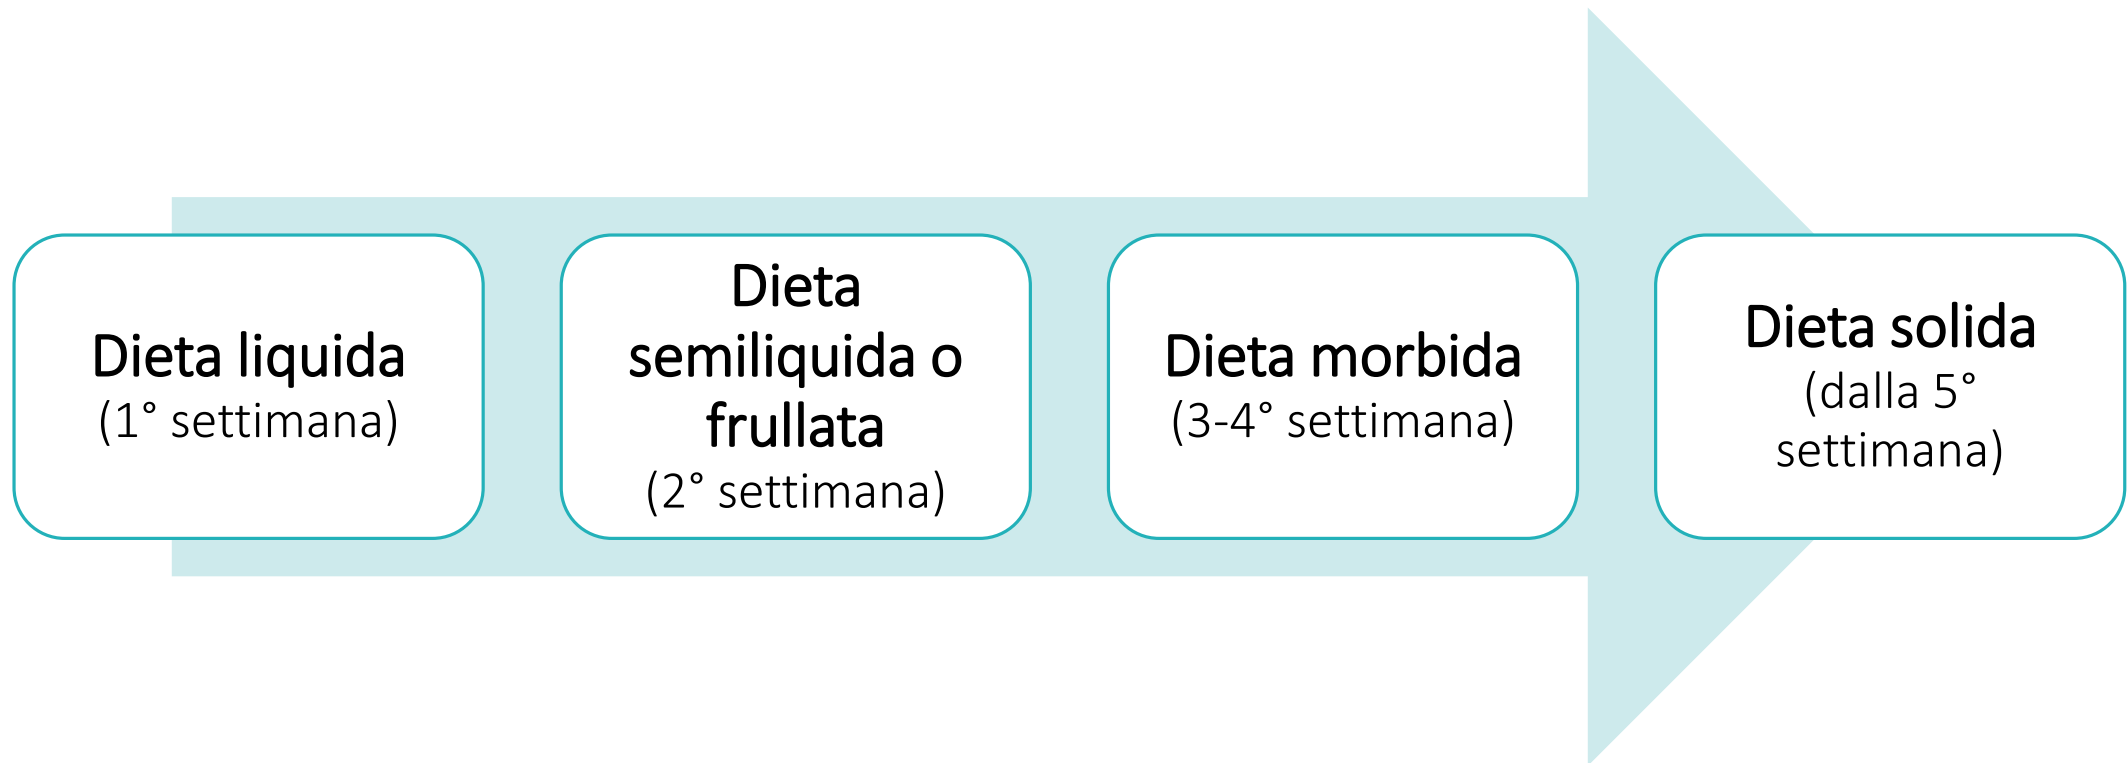 Dieta liquida
(1° settimana)
Dieta
semiliquida o
frullata
(2° settimana)
Dieta morbida
(3-4° settimana)
Dieta solida
(dalla 5°
settimana)